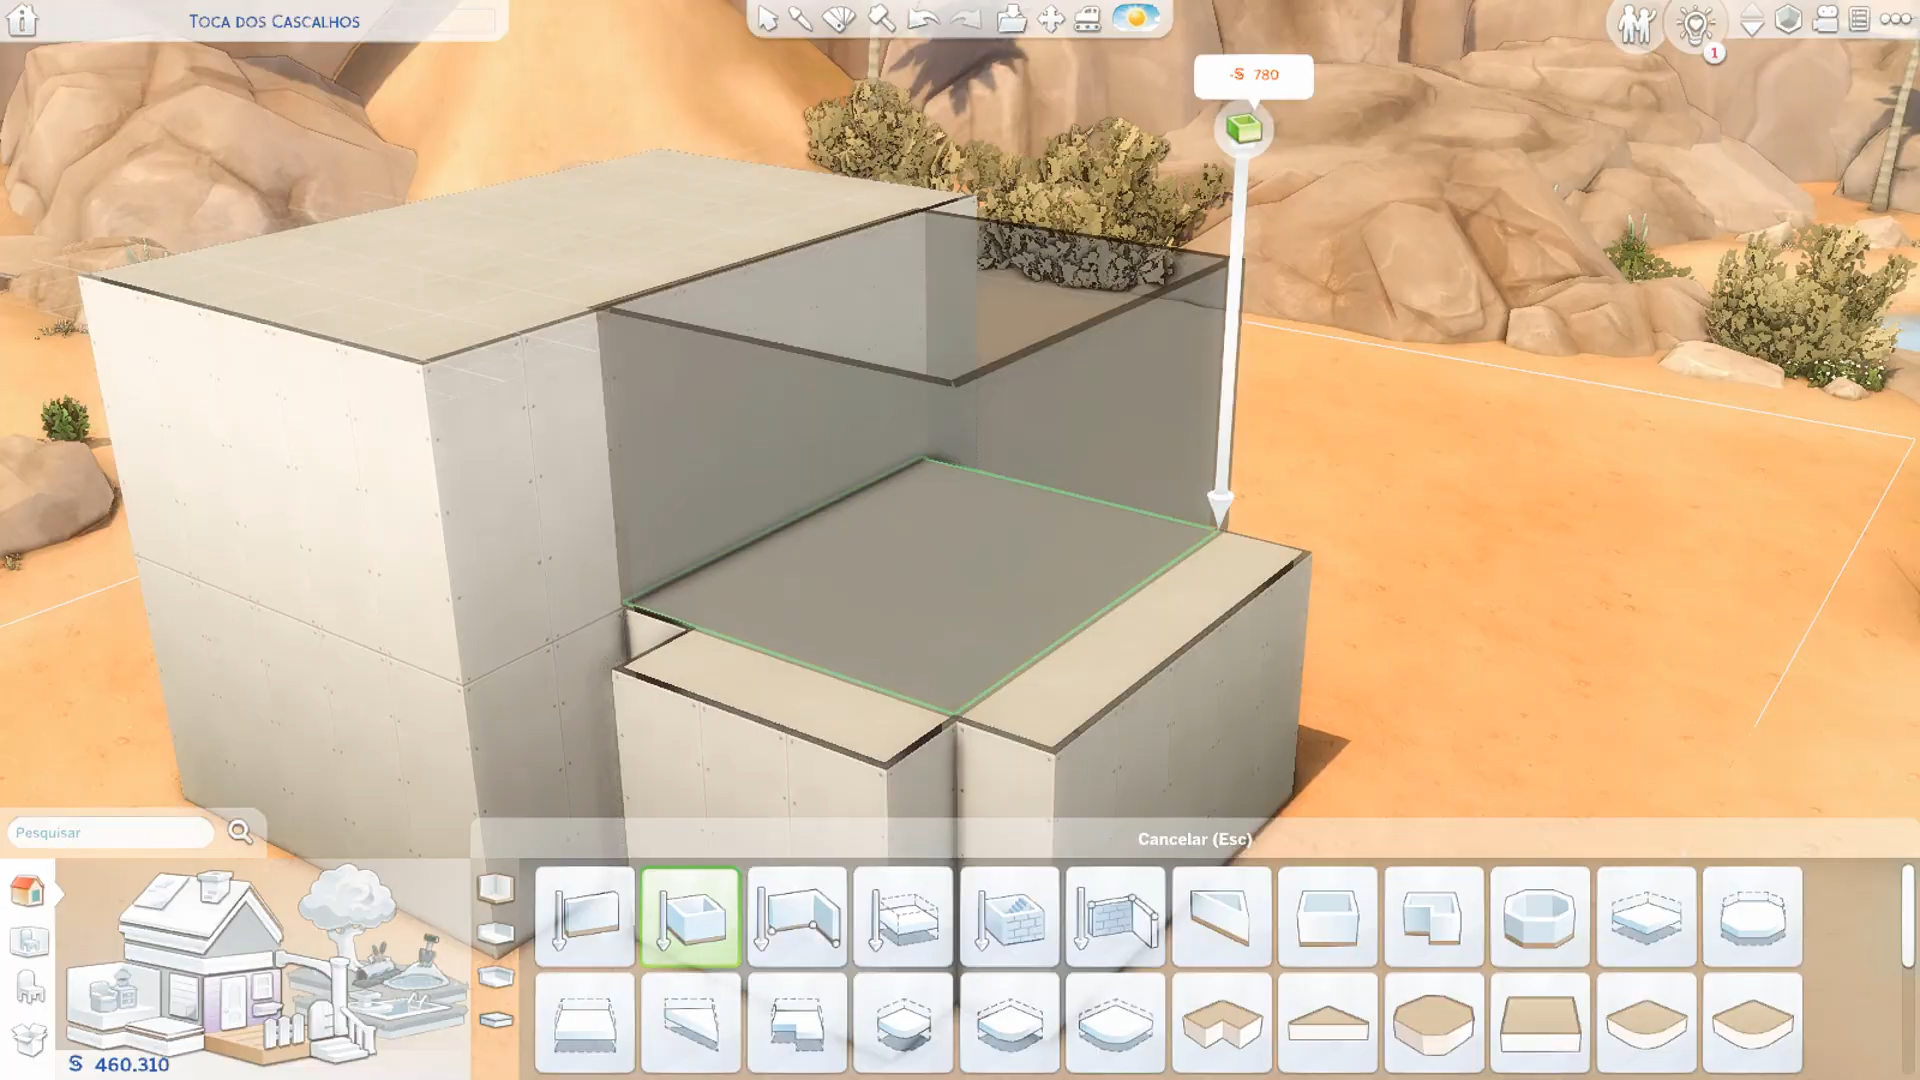 Toca dos Cascalhos
-§ 780
1
Cancelar (Esc)
Pesquisar
§ 460.310